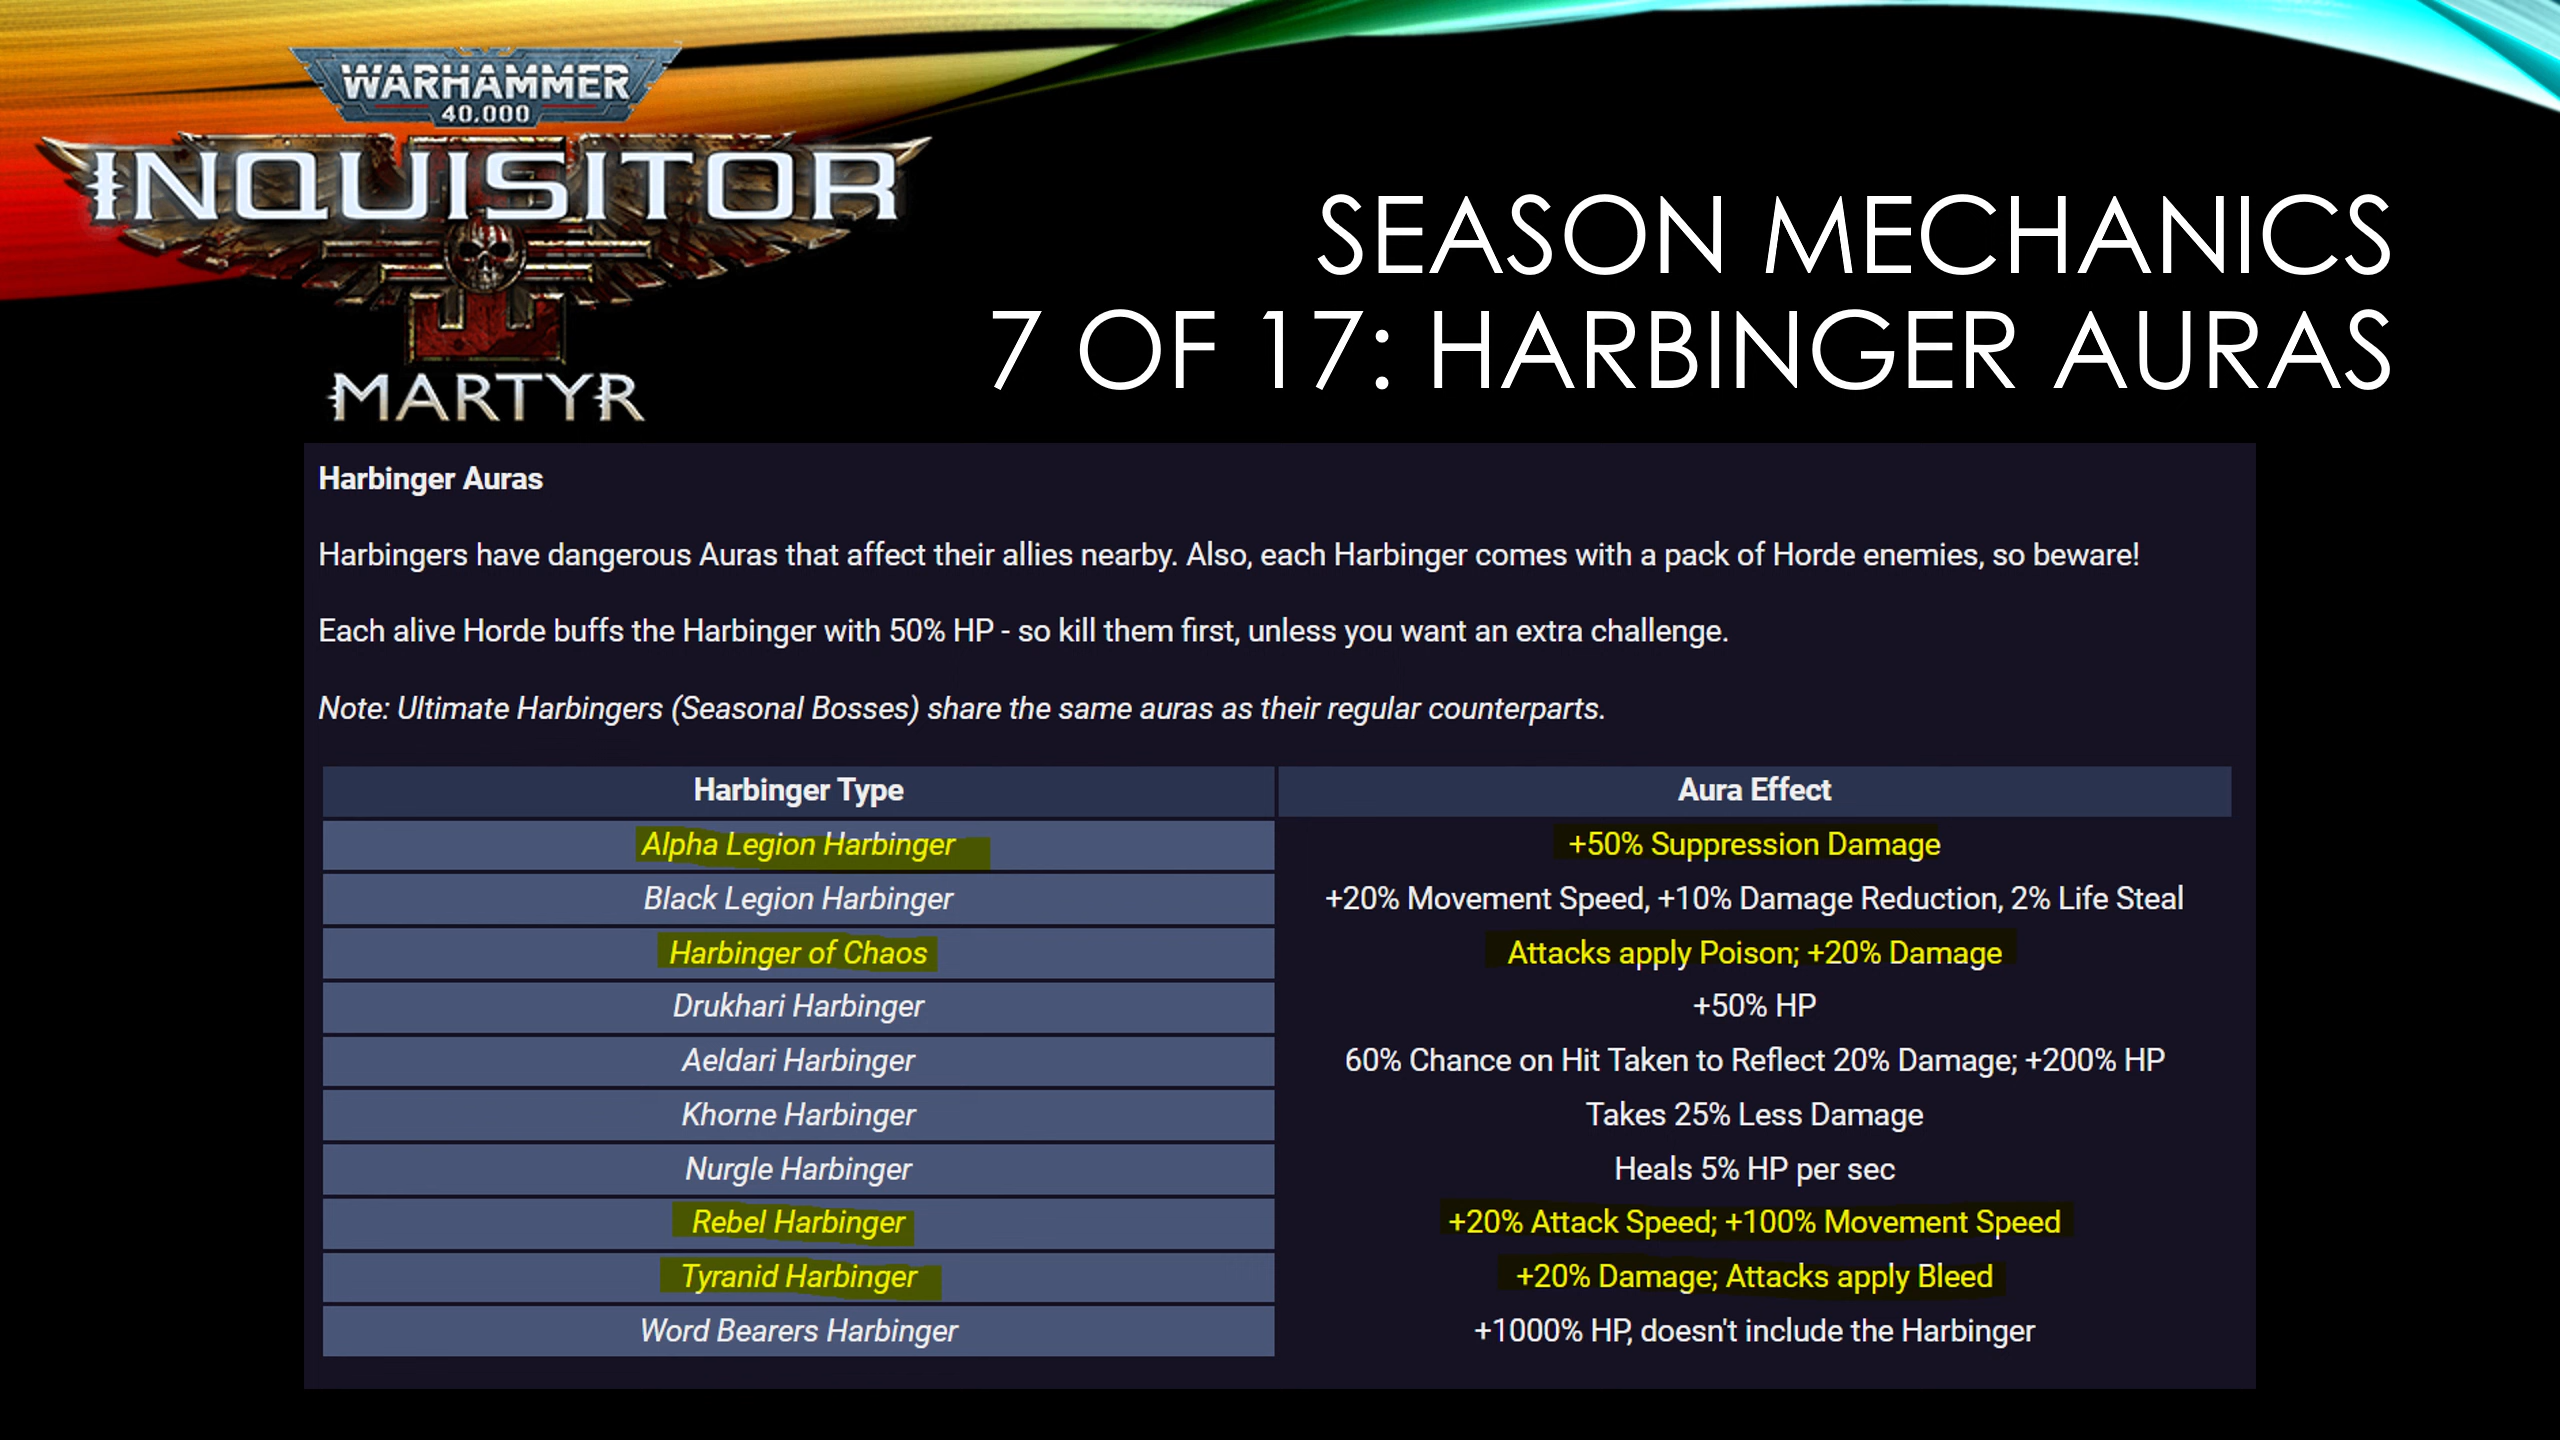 WARHAMMER
40,000
INQUISITOR
MARTYR
SEASON MECHANICS
7 OF 17: HARBINGER AURAS
Harbinger Auras
Harbingers have dangerous Auras that affect their allies nearby. Also, each Harbinger comes with a pack of Horde enemies, so beware!
Each alive Horde buffs the Harbinger with 50% HP - so kill them first, unless you want an extra challenge.
Note: Ultimate Harbingers (Seasonal Bosses) share the same auras as their regular counterparts.
Harbinger Type Aura Effect
Alpha Legion Harbinger +50% Suppression Damage
Black Legion Harbinger +20% Movement Speed, +10% Damage Reduction, 2% Life Steal
Harbinger of Chaos Attacks apply Poison; +20% Damage
Drukhari Harbinger +50% HP
Aeldari Harbinger 60% Chance on Hit Taken to Reflect 20% Damage; +200% HP
Khorne Harbinger Takes 25% Less Damage
Nurgle Harbinger Heals 5% HP per sec
Rebel Harbinger +20% Attack Speed; +100% Movement Speed
Tyranid Harbinger +20% Damage; Attacks apply Bleed
Word Bearers Harbinger +1000% HP, doesn't include the Harbinger